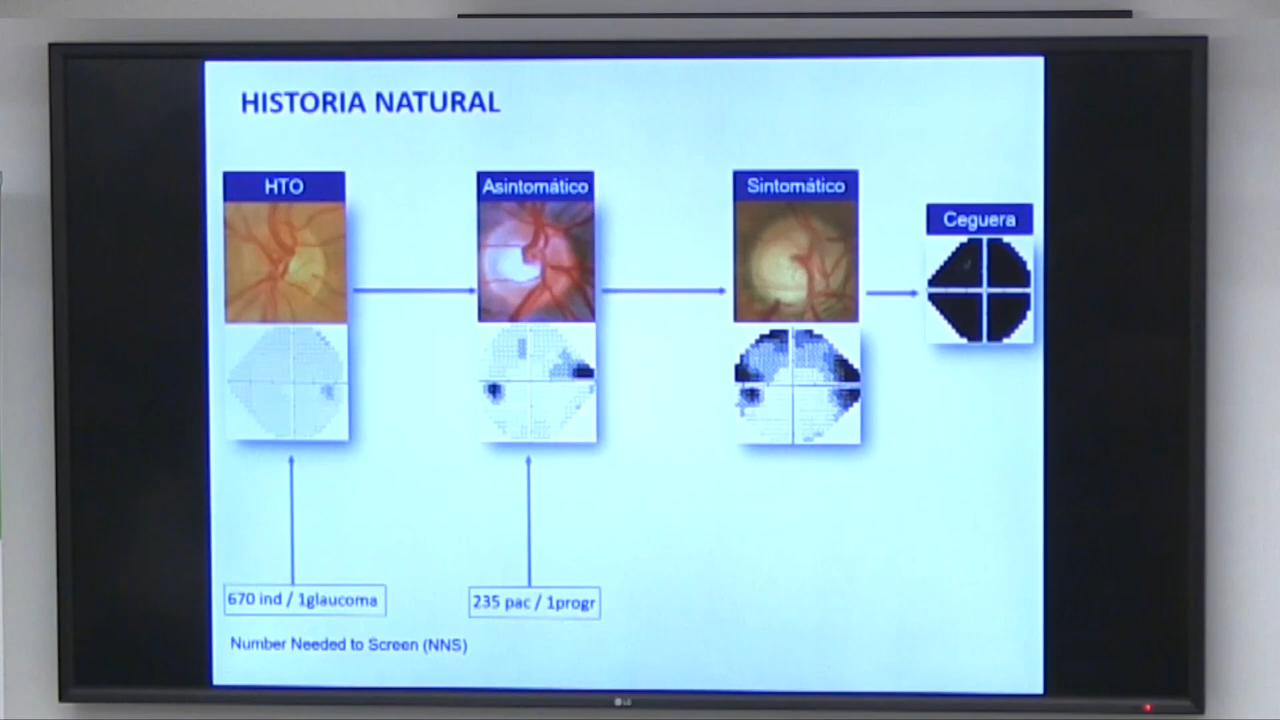 HISTORIA NATURAL
HTO
Asintomático
Sintomático
Ceguera
670 ind / 1glaucoma
235 pac / 1progr
Number Needed to Screen (NNS)
LG